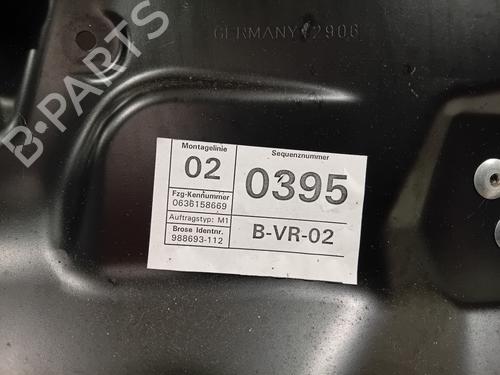 GERMANY 2906
B-PARTS
Montagelinie
02
Sequenznummer
0395
Fzg-Kennummer
0636158669
Auftragstyp: M1
Brose Identnr.
988693-112
B-VR-02